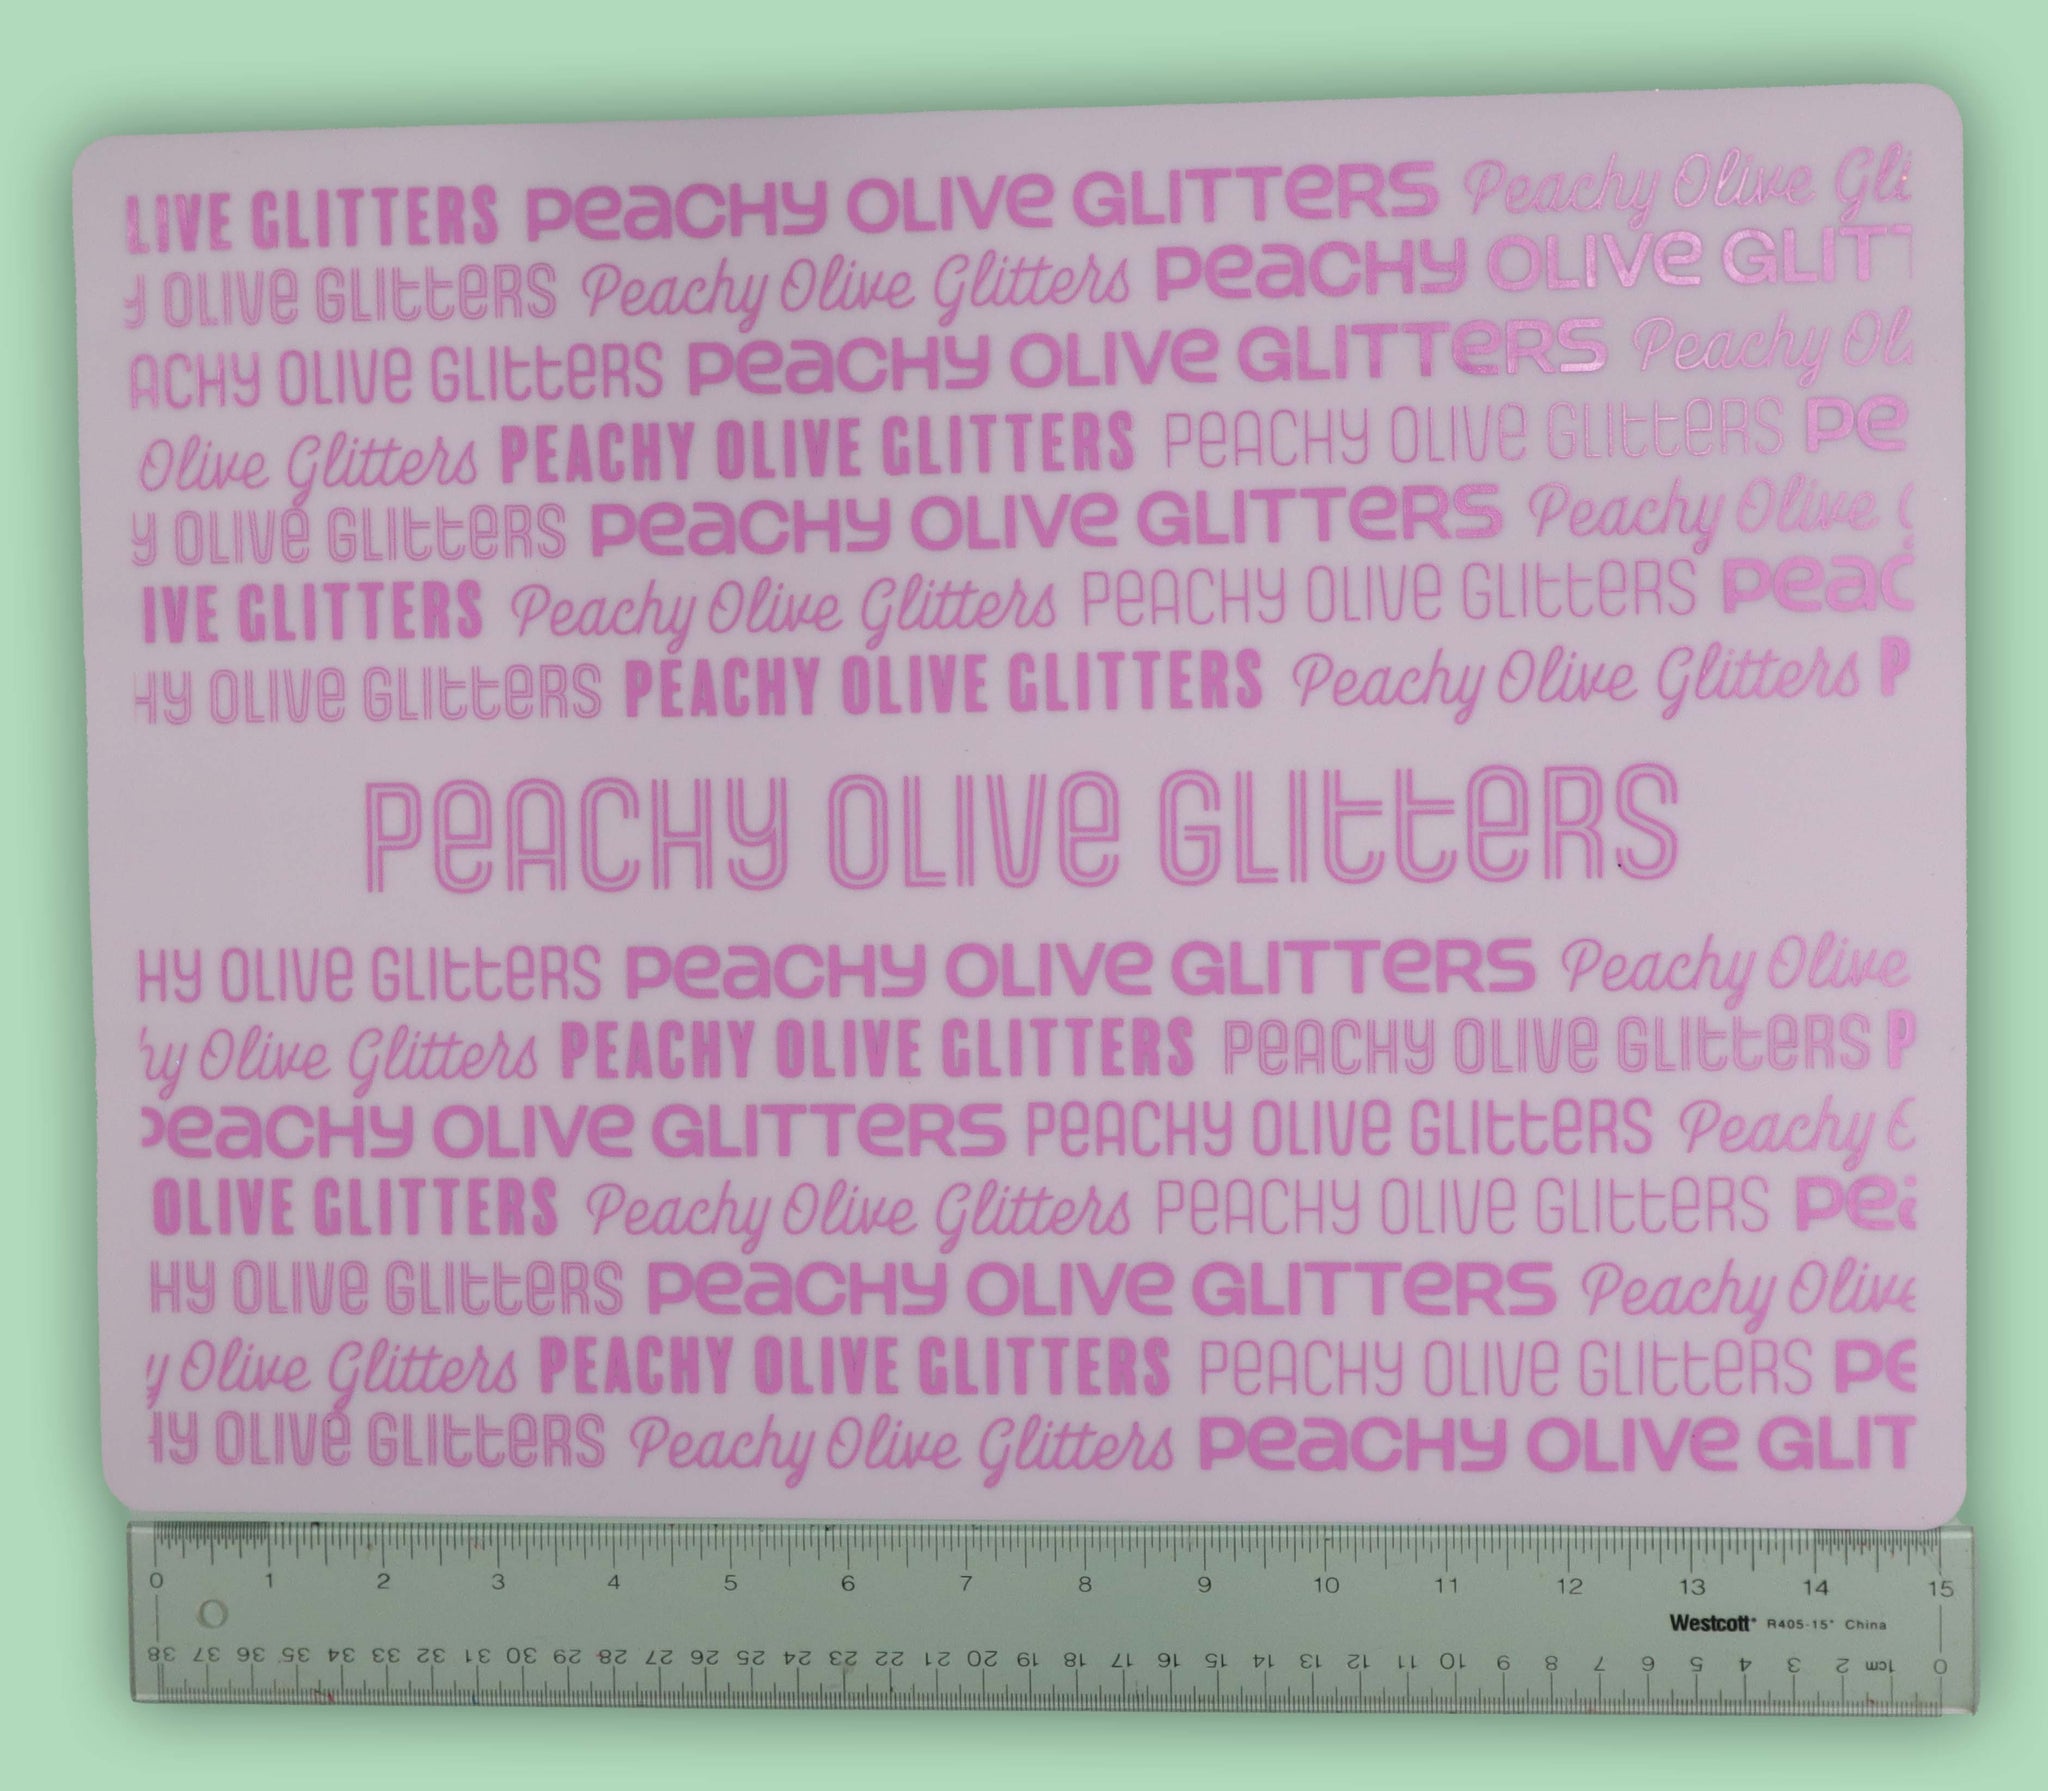 LIVE GLITTERS PeaCHY OLIVe GLITTeRS Peachy Olive Gli
y OLIVe GLItteRS Peachy Olive Glitters PeaCHY OLIVe GLIT
ACHY OLIVe GLItteRS PeaCHY OLIVe GLITTeRS Peachy Ol
Olive Glitters PEACHY OLIVE GLITTERS PeACHY OLIVe GLItteRS Pe
y OLIVe GLItteRS PeaCHY OLIVe GLITTeRS Peachy Olive
IVE GLITTERS Peachy Olive Glitters PeACHY OLIVe GLItteRS PeaC
HY OLIVe GLItteRS PEACHY OLIVE GLITTERS Peachy Olive Glitters P
PeACHY OLIVe GLItteRS
HY OLIVe GLItteRS PeaCHY OLIVe GLITTeRS Peachy Olive
y Olive Glitters PEACHY OLIVE GLITTERS PeACHY OLIVe GLItteRS P
PeaCHY OLIVe GLITTeRS PeACHY OLIVe GLItteRS Peachy
OLIVE GLITTERS Peachy Olive Glitters PeACHY OLIVe GLItteRS Pea
HY OLIVe GLItteRS PeaCHY OLIVe GLITTeRS Peachy Olive
y Olive Glitters PEACHY OLIVE GLITTERS PeACHY OLIVe GLItteRS Pe
HY OLIVe GLItteRS Peachy Olive Glitters PeaCHY OLIVe GLIT
0 1 2 3 4 5 6 7 8 9 10 11 12 13 14 15
Westcott R405-15" China
38 37 36 35 34 33 32 31 30 29 28 27 26 25 24 23 22 21 20 19 18 17 16 15 14 13 12 11 10 9 8 7 6 5 4 3 2 1cm 0